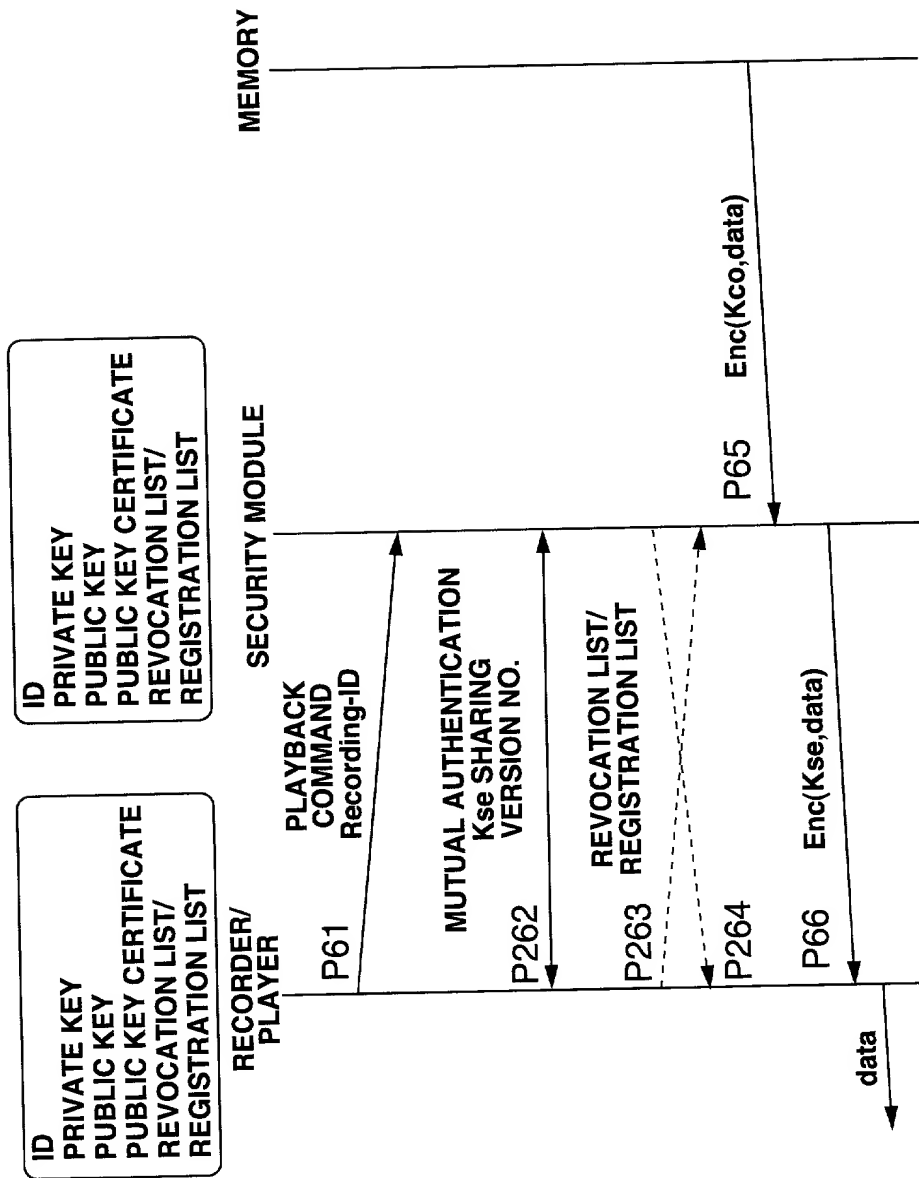 ID
PRIVATE KEY
PUBLIC KEY
PUBLIC KEY CERTIFICATE
REVOCATION LIST/
REGISTRATION LIST
ID
PRIVATE KEY
PUBLIC KEY
PUBLIC KEY CERTIFICATE
REVOCATION LIST/
REGISTRATION LIST
RECORDER/
PLAYER
SECURITY MODULE
MEMORY
P61
PLAYBACK
COMMAND
Recording-ID
P262
MUTUAL AUTHENTICATION
Kse SHARING
VERSION NO.
P263
REVOCATION LIST/
REGISTRATION LIST
P264
P65
Enc(Kco,data)
P66
Enc(Kse,data)
data